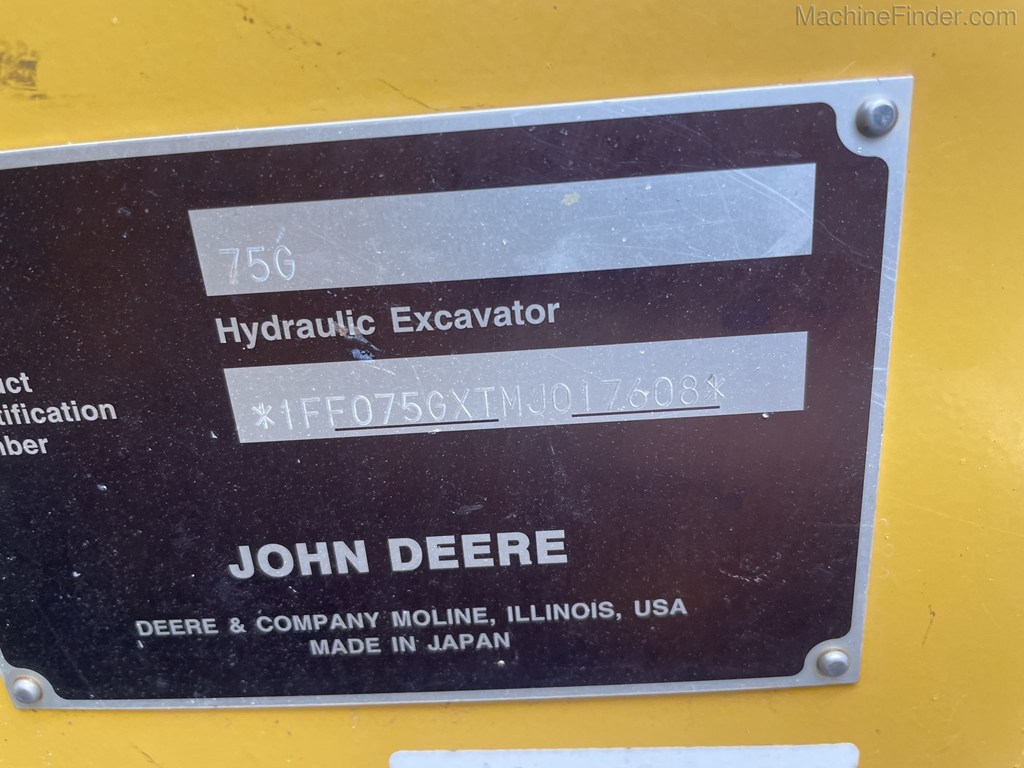 MachineFinder.com
75G
Hydraulic Excavator
uct
tification
*1FF075GXTMJ017608*
mber
JOHN DEERE
DEERE & COMPANY MOLINE, ILLINOIS, USA
MADE IN JAPAN